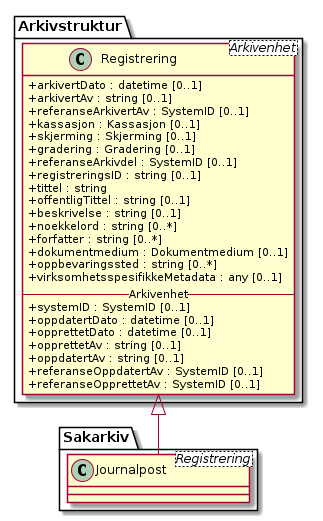 Arkivstruktur
Arkivenhet
C Registrering
+arkivertDato : datetime [0..1]
+arkivertAv : string [0..1]
+referanseArkivertAv : SystemID [0..1]
+kassasjon : Kassasjon [0..1]
+skjerming : Skjerming [0..1]
+gradering : Gradering [0..1]
+referanseArkivdel : SystemID [0..1]
+registreringsID : string [0..1]
+tittel : string
+offentligTittel : string [0..1]
+beskrivelse : string [0..1]
+noekkelord : string [0..*]
+forfatter : string [0..*]
+dokumentmedium : Dokumentmedium [0..1]
+oppbevaringssted : string [0..*]
+virksomhetsspesifikkeMetadata : any [0..1]
Arkivenhet
+systemID : SystemID [0..1]
+oppdatertDato : datetime [0..1]
+opprettetDato : datetime [0..1]
+opprettetAv : string [0..1]
+oppdatertAv : string [0..1]
+referanseOppdatertAv : SystemID [0..1]
+referanseOpprettetAv : SystemID [0..1]
Sakarkiv
Registrering
C Journalpost